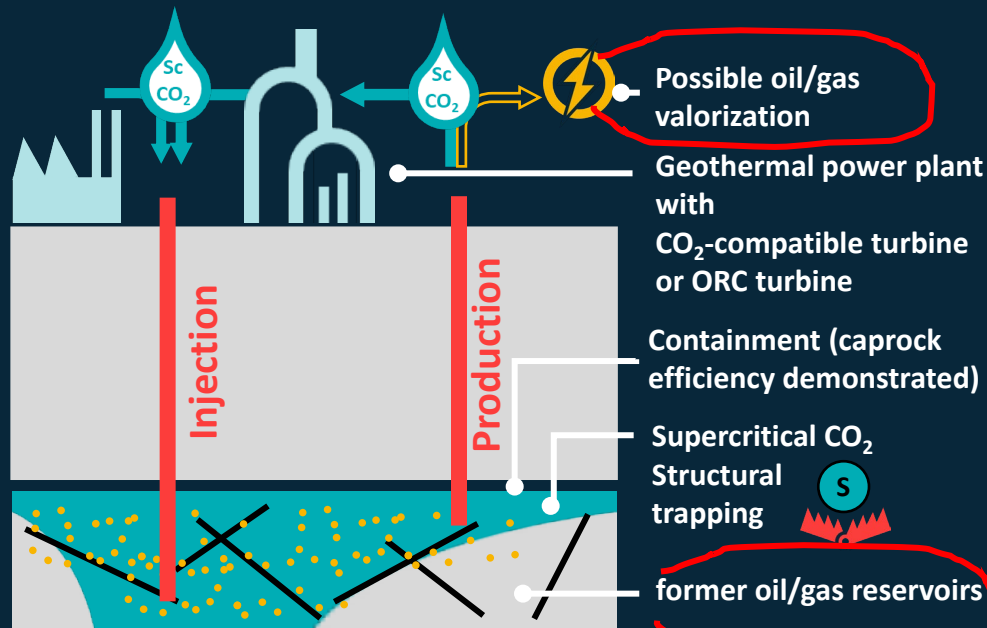 Sc
CO₂
Sc
CO₂
Possible oil/gas
valorization
Geothermal power plant
with
CO₂-compatible turbine
or ORC turbine
Injection
Production
Containment (caprock
efficiency demonstrated)
Supercritical CO₂
Structural
trapping
S
former oil/gas reservoirs